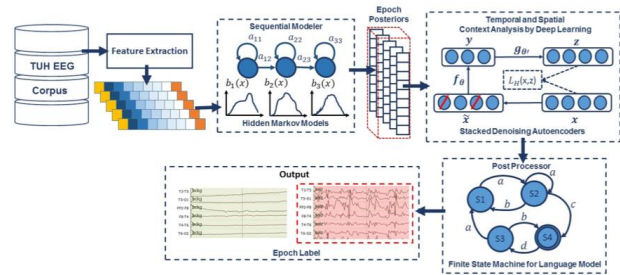 TUH EEG
Corpus
Feature Extraction
Sequential Modeler
a11
a22
a33
a12
a23
b1(x)
b2(x)
b3(x)
Hidden Markov Models
Epoch
Posteriors
Temporal and Spatial
Context Analysis by Deep Learning
y
gθ′
z
fθ
LH(x,z)
x̃
x
Stacked Denoising Autoencoders
Post Processor
a
a
S1
S2
b
c
a
b
S3
S4
d
Finite State Machine for Language Model
Output
Epoch Label